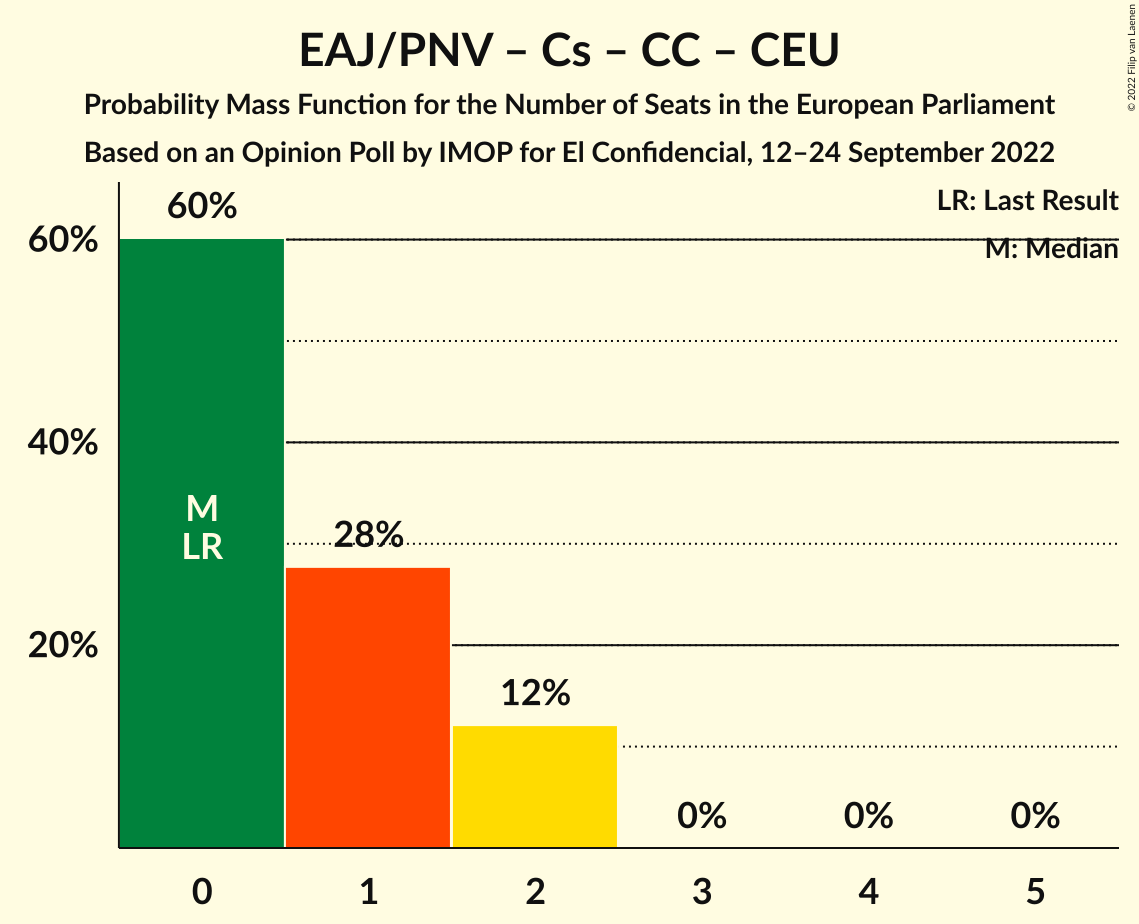 EAJ/PNV – Cs – CC – CEU
Probability Mass Function for the Number of Seats in the European Parliament
Based on an Opinion Poll by IMOP for El Confidencial, 12–24 September 2022
© 2022 Filip van Laenen
LR: Last Result
M: Median
60%
40%
20%
60%
28%
12%
0%
0%
0%
M
LR
0
1
2
3
4
5